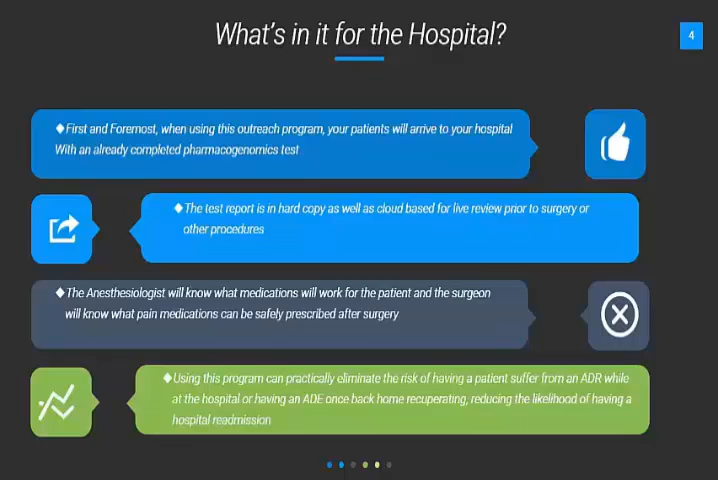 What's in it for the Hospital?
4
◆First and Foremost, when using this outreach program, your patients will arrive to your hospital
With an already completed pharmacogenomics test
◆The test report is in hard copy as well as cloud based for live review prior to surgery or
other procedures
◆The Anesthesiologist will know what medications will work for the patient and the surgeon
will know what pain medications can be safely prescribed after surgery
◆Using this program can practically eliminate the risk of having a patient suffer from an ADR while
at the hospital or having an ADE once back home recuperating, reducing the likelihood of having a
hospital readmission